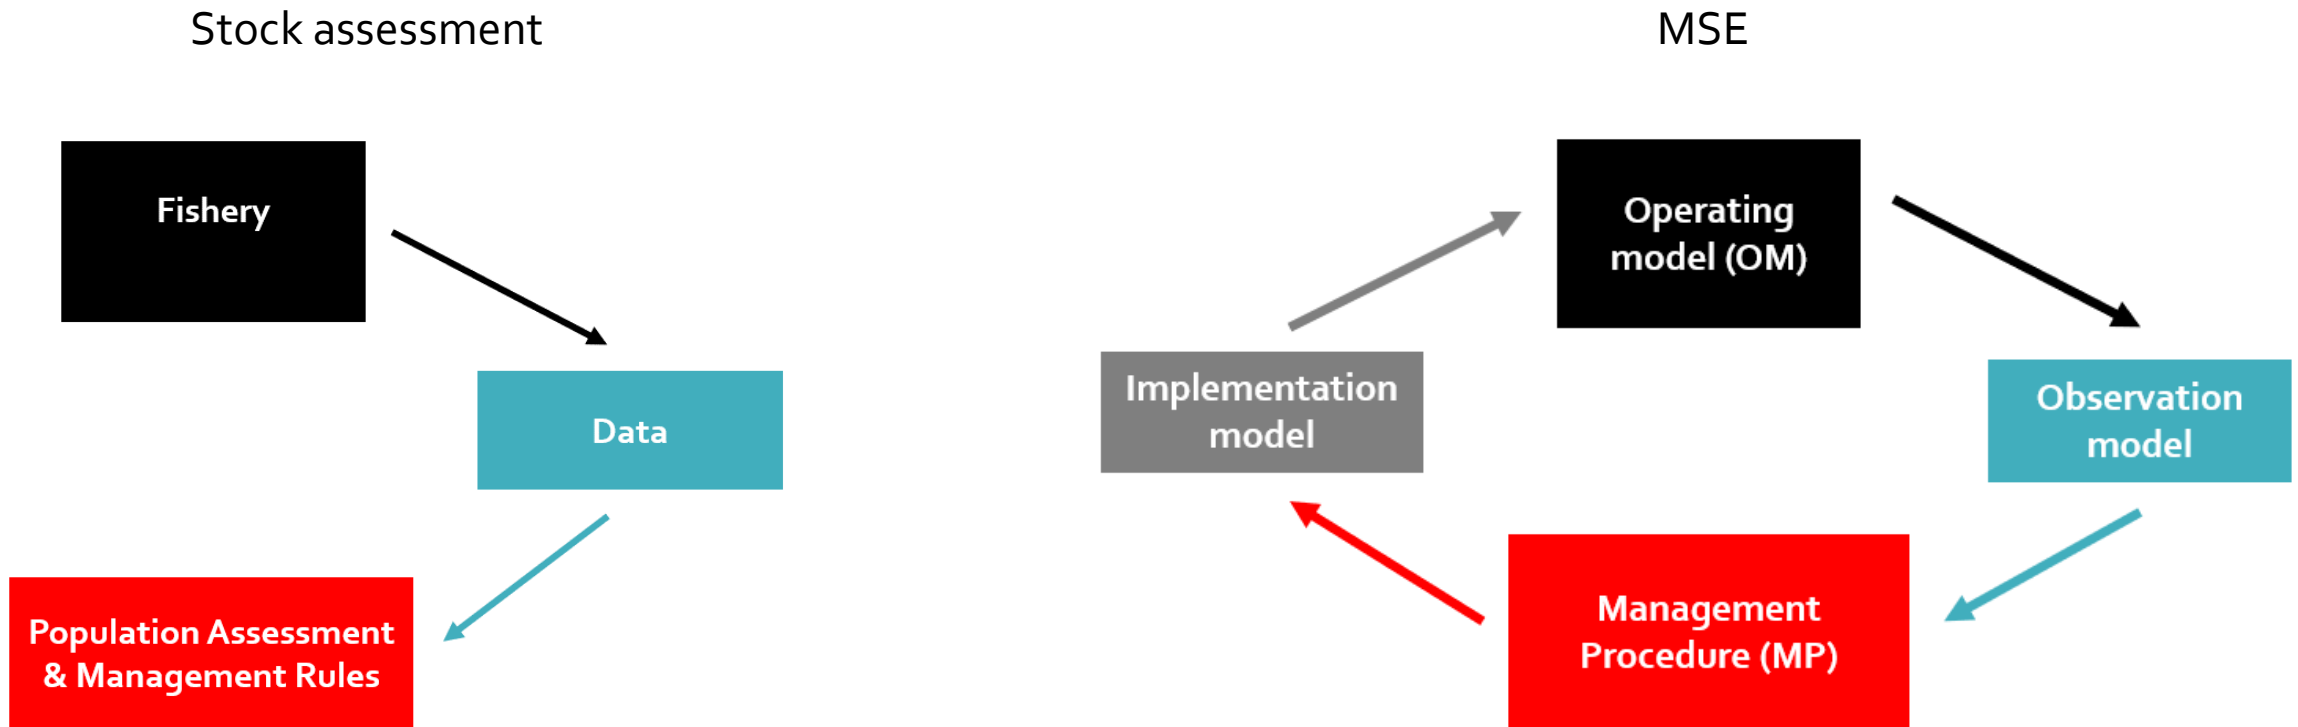 Stock assessment
Fishery
Data
Population Assessment
& Management Rules
MSE
Operating
model (OM)
Implementation
model
Observation
model
Management
Procedure (MP)